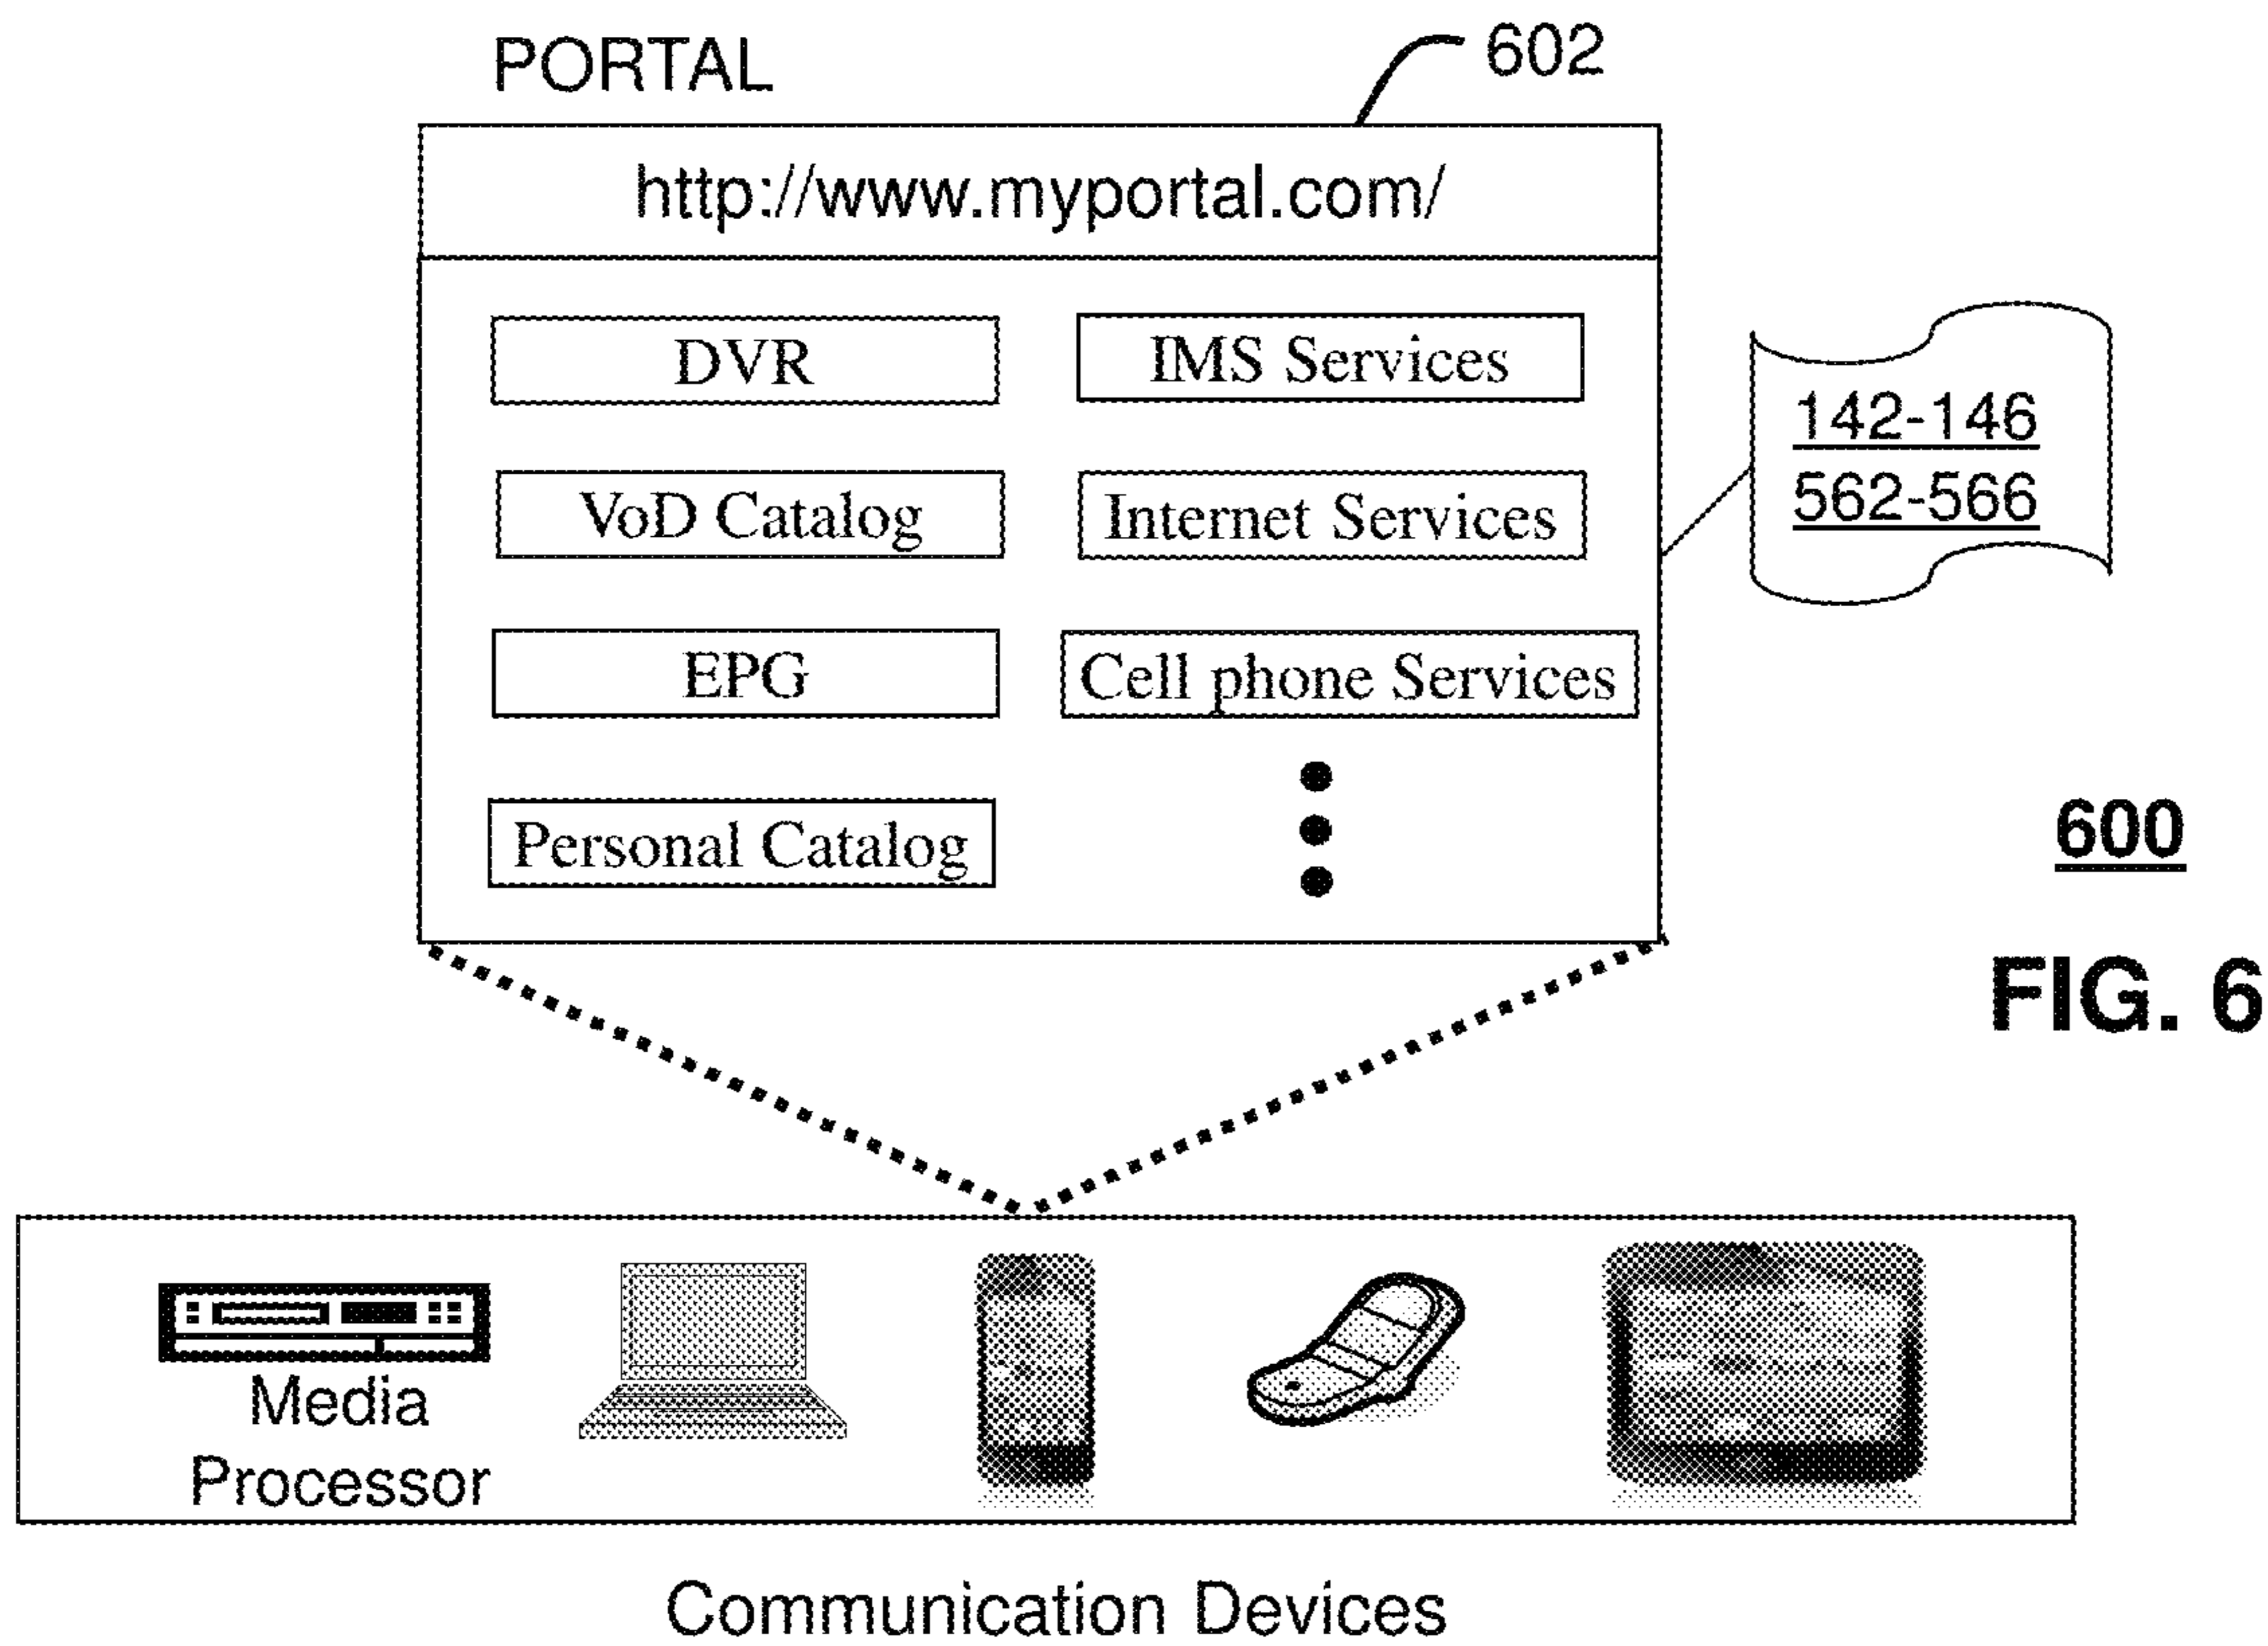 PORTAL
602
http://www.myportal.com/
DVR
IMS Services
VoD Catalog
Internet Services
EPG
Cell phone Services
Personal Catalog
142-146
562-566
600
FIG. 6
Media
Processor
Communication Devices